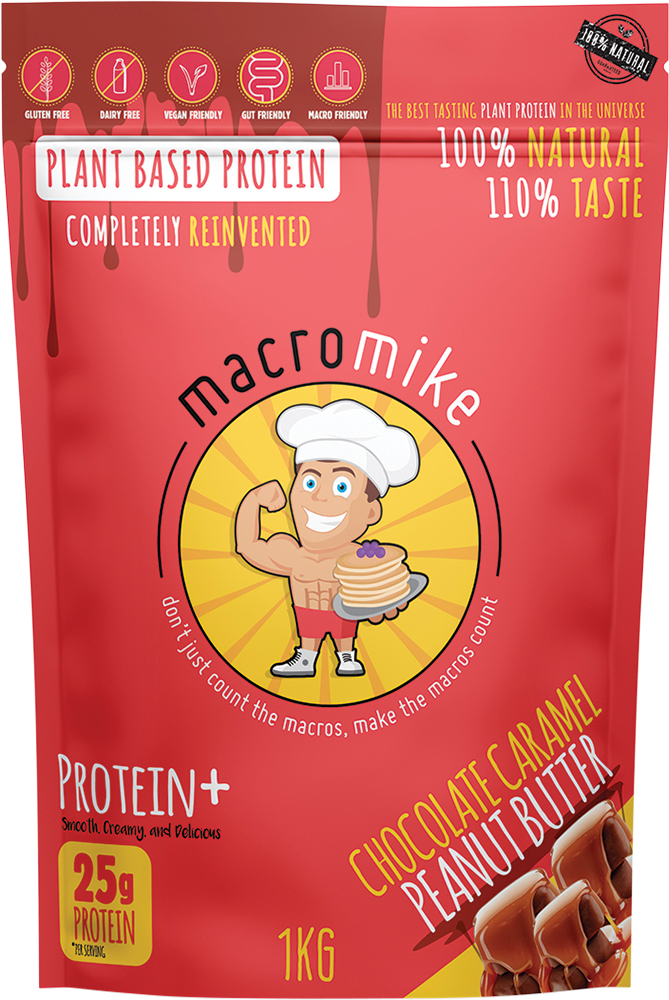 100% NATURAL
GUARANTEED
GLUTEN FREE
DAIRY FREE
VEGAN FRIENDLY
GUT FRIENDLY
MACRO FRIENDLY
THE BEST TASTING PLANT PROTEIN IN THE UNIVERSE
100% NATURAL
110% TASTE
PLANT BASED PROTEIN
COMPLETELY REINVENTED
macromike
don't just count the macros, make the macros count
PROTEIN+
Smooth, Creamy, and Delicious
25g
PROTEIN
*PER SERVING
1KG
CHOCOLATE CARAMEL
PEANUT BUTTER